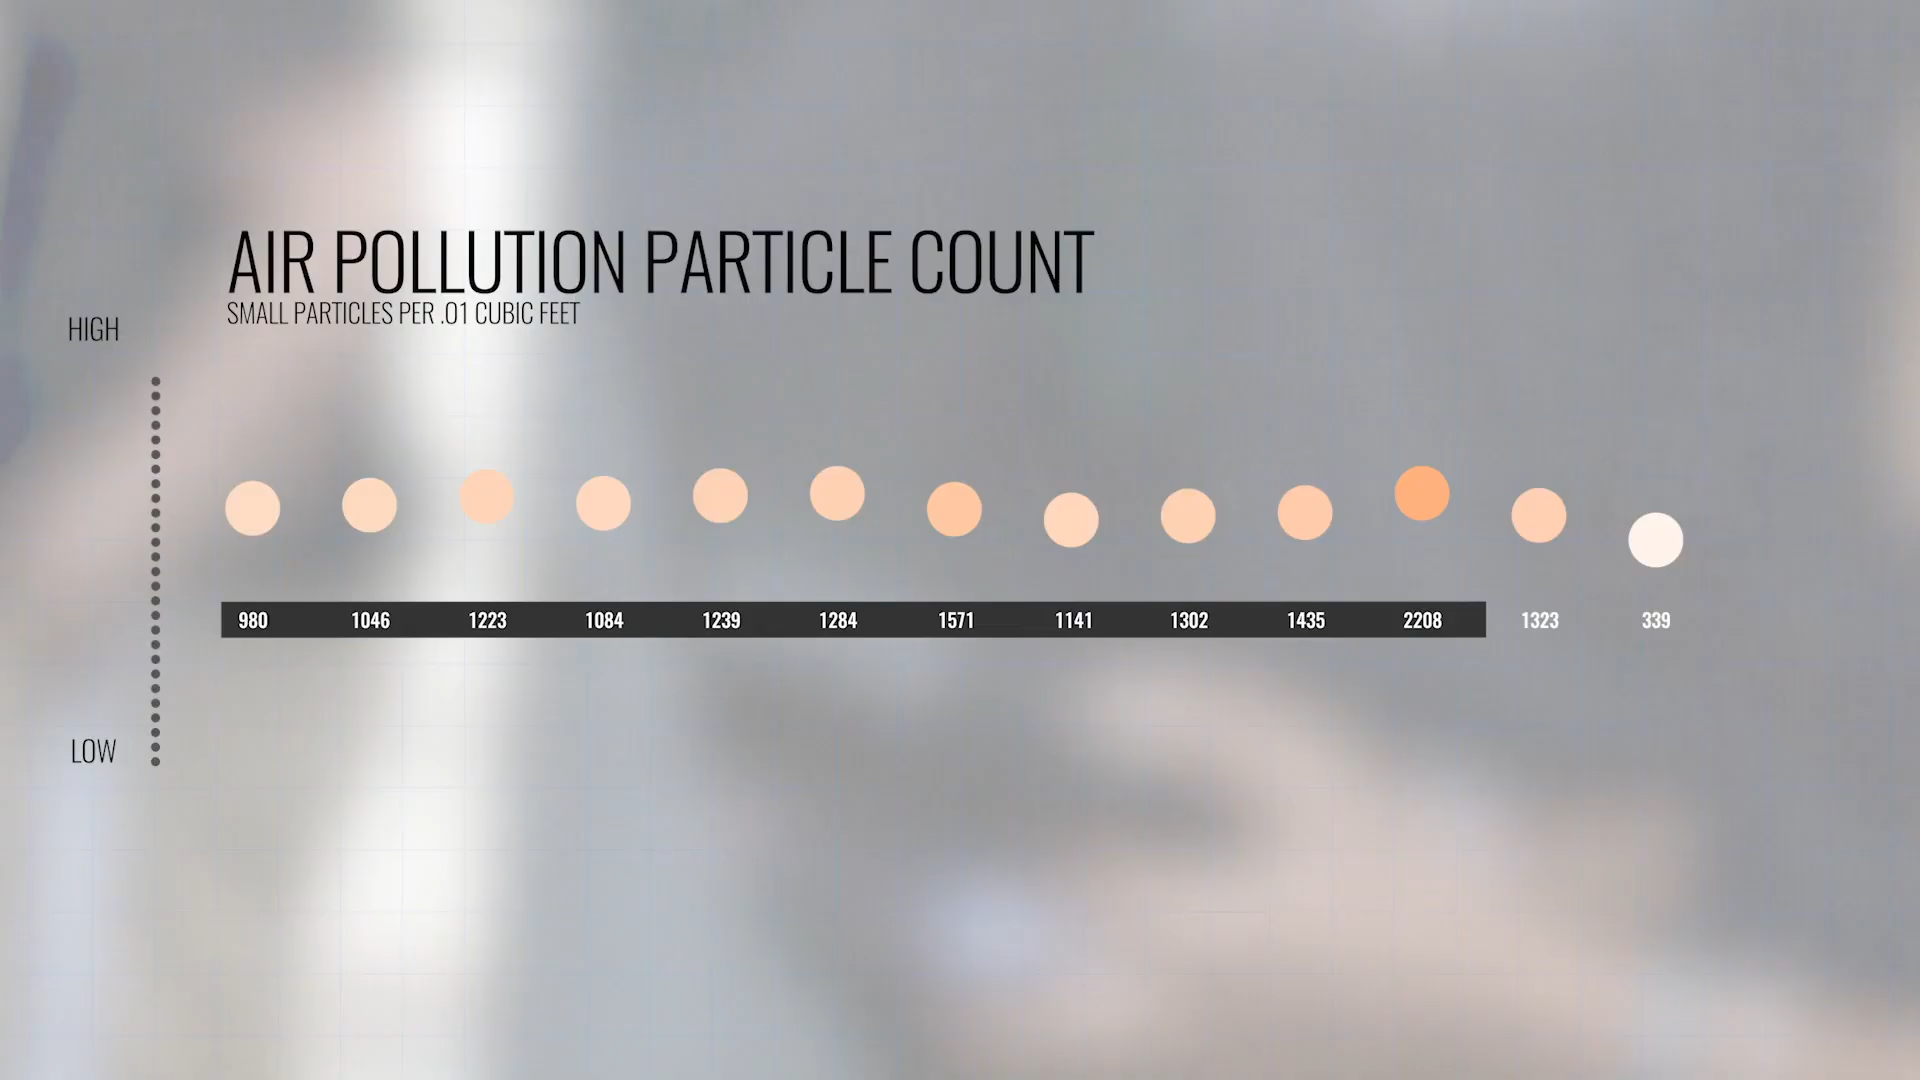 AIR POLLUTION PARTICLE COUNT
SMALL PARTICLES PER .01 CUBIC FEET
HIGH
980 1046 1223 1084 1239 1284 1571 1141 1302 1435 2208 1323 339
LOW